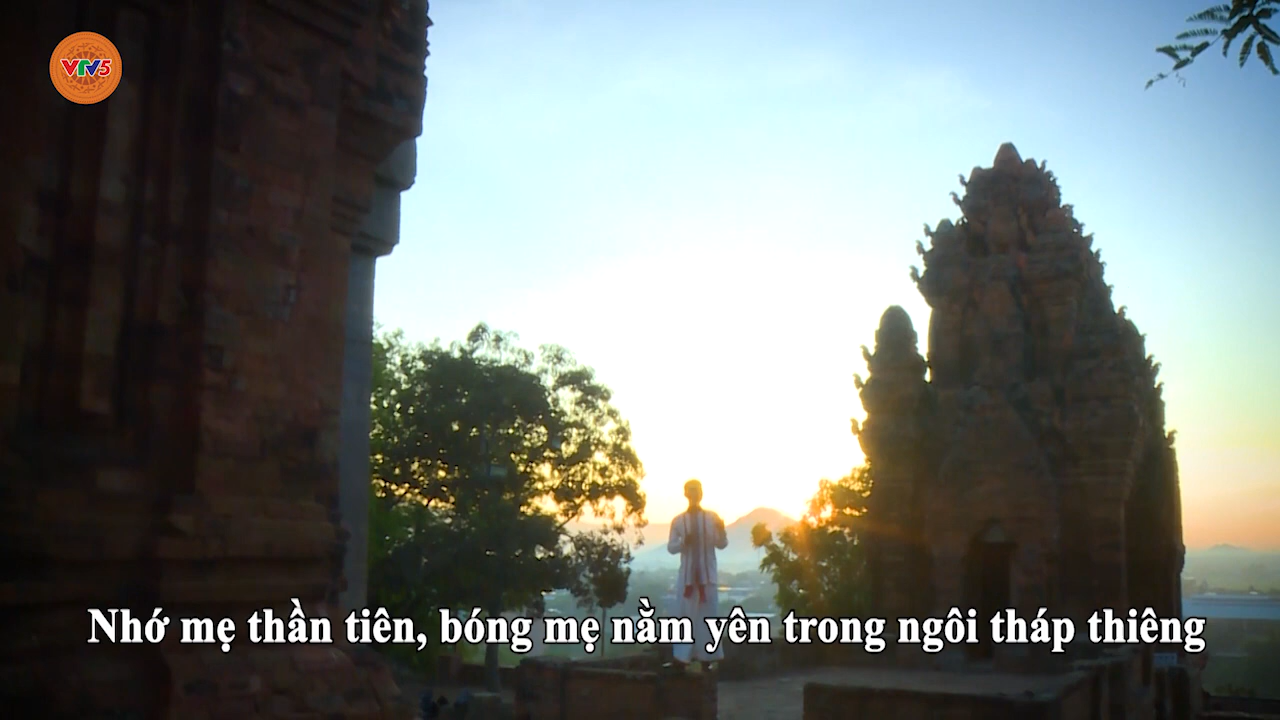 VTV5
Nhớ mẹ thần tiên, bóng mẹ nằm yên trong ngôi tháp thiêng